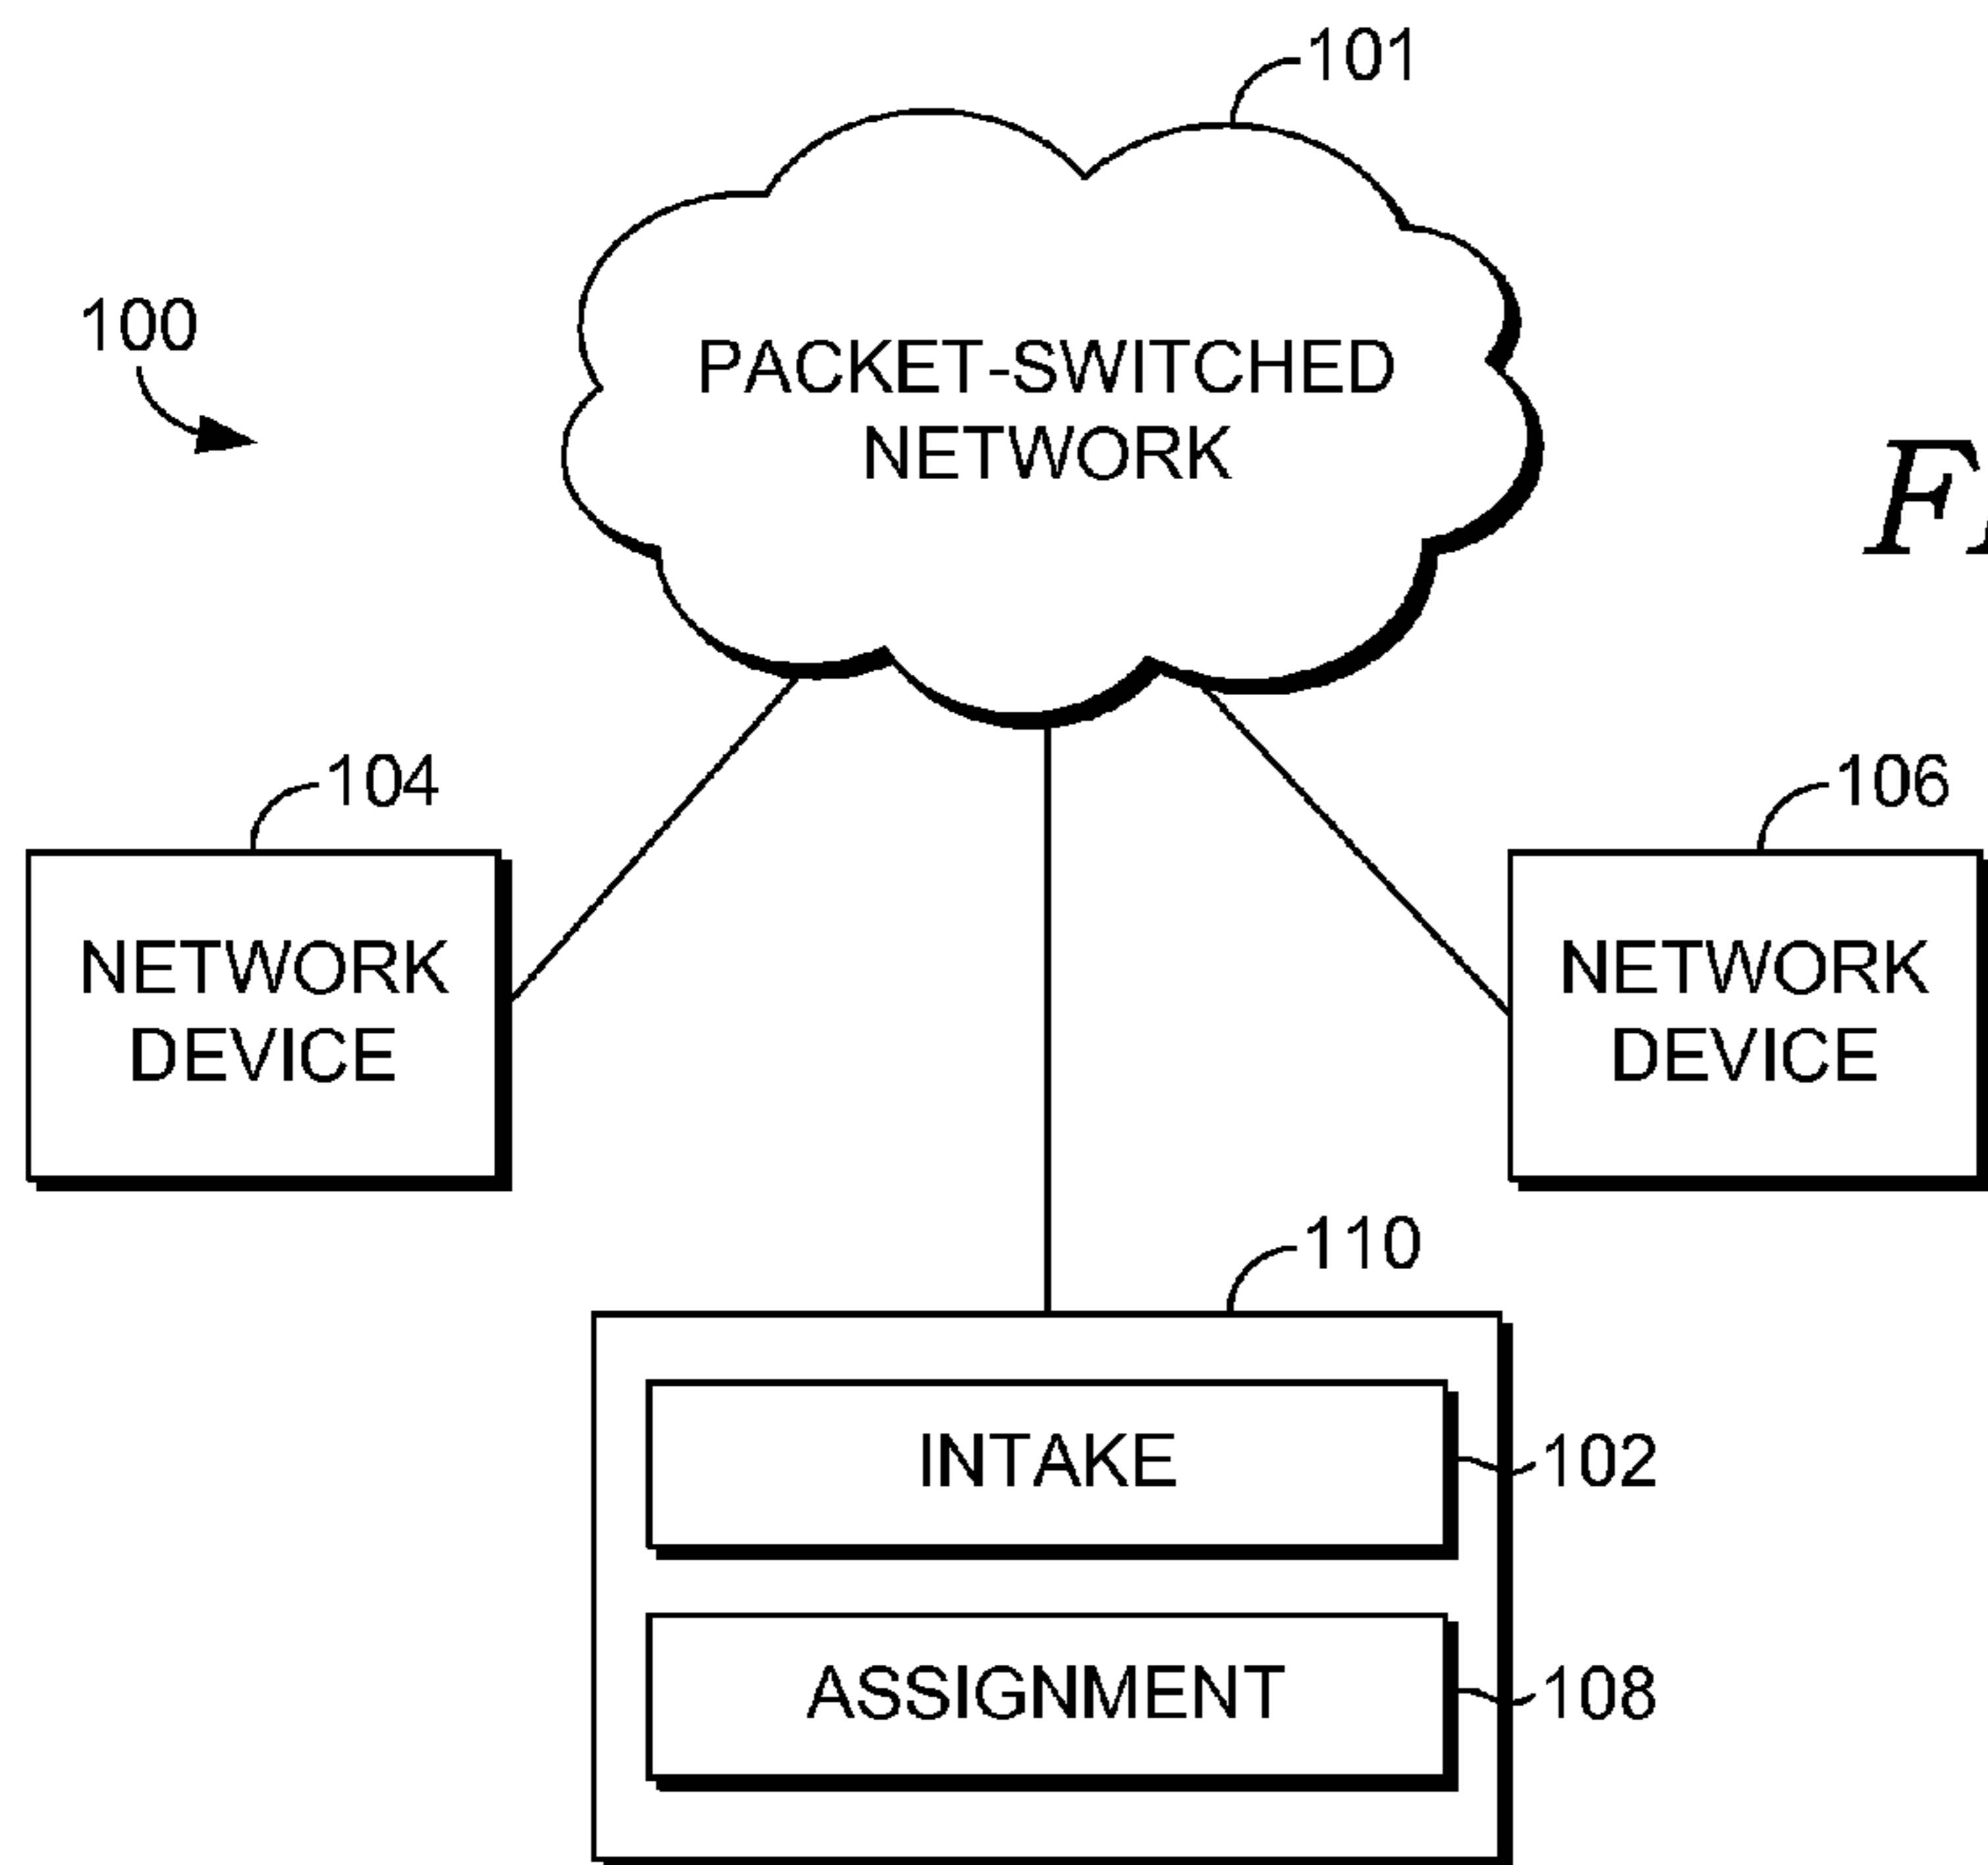 101
100
PACKET-SWITCHED
NETWORK
104
106
NETWORK
DEVICE
NETWORK
DEVICE
110
INTAKE
102
ASSIGNMENT
108